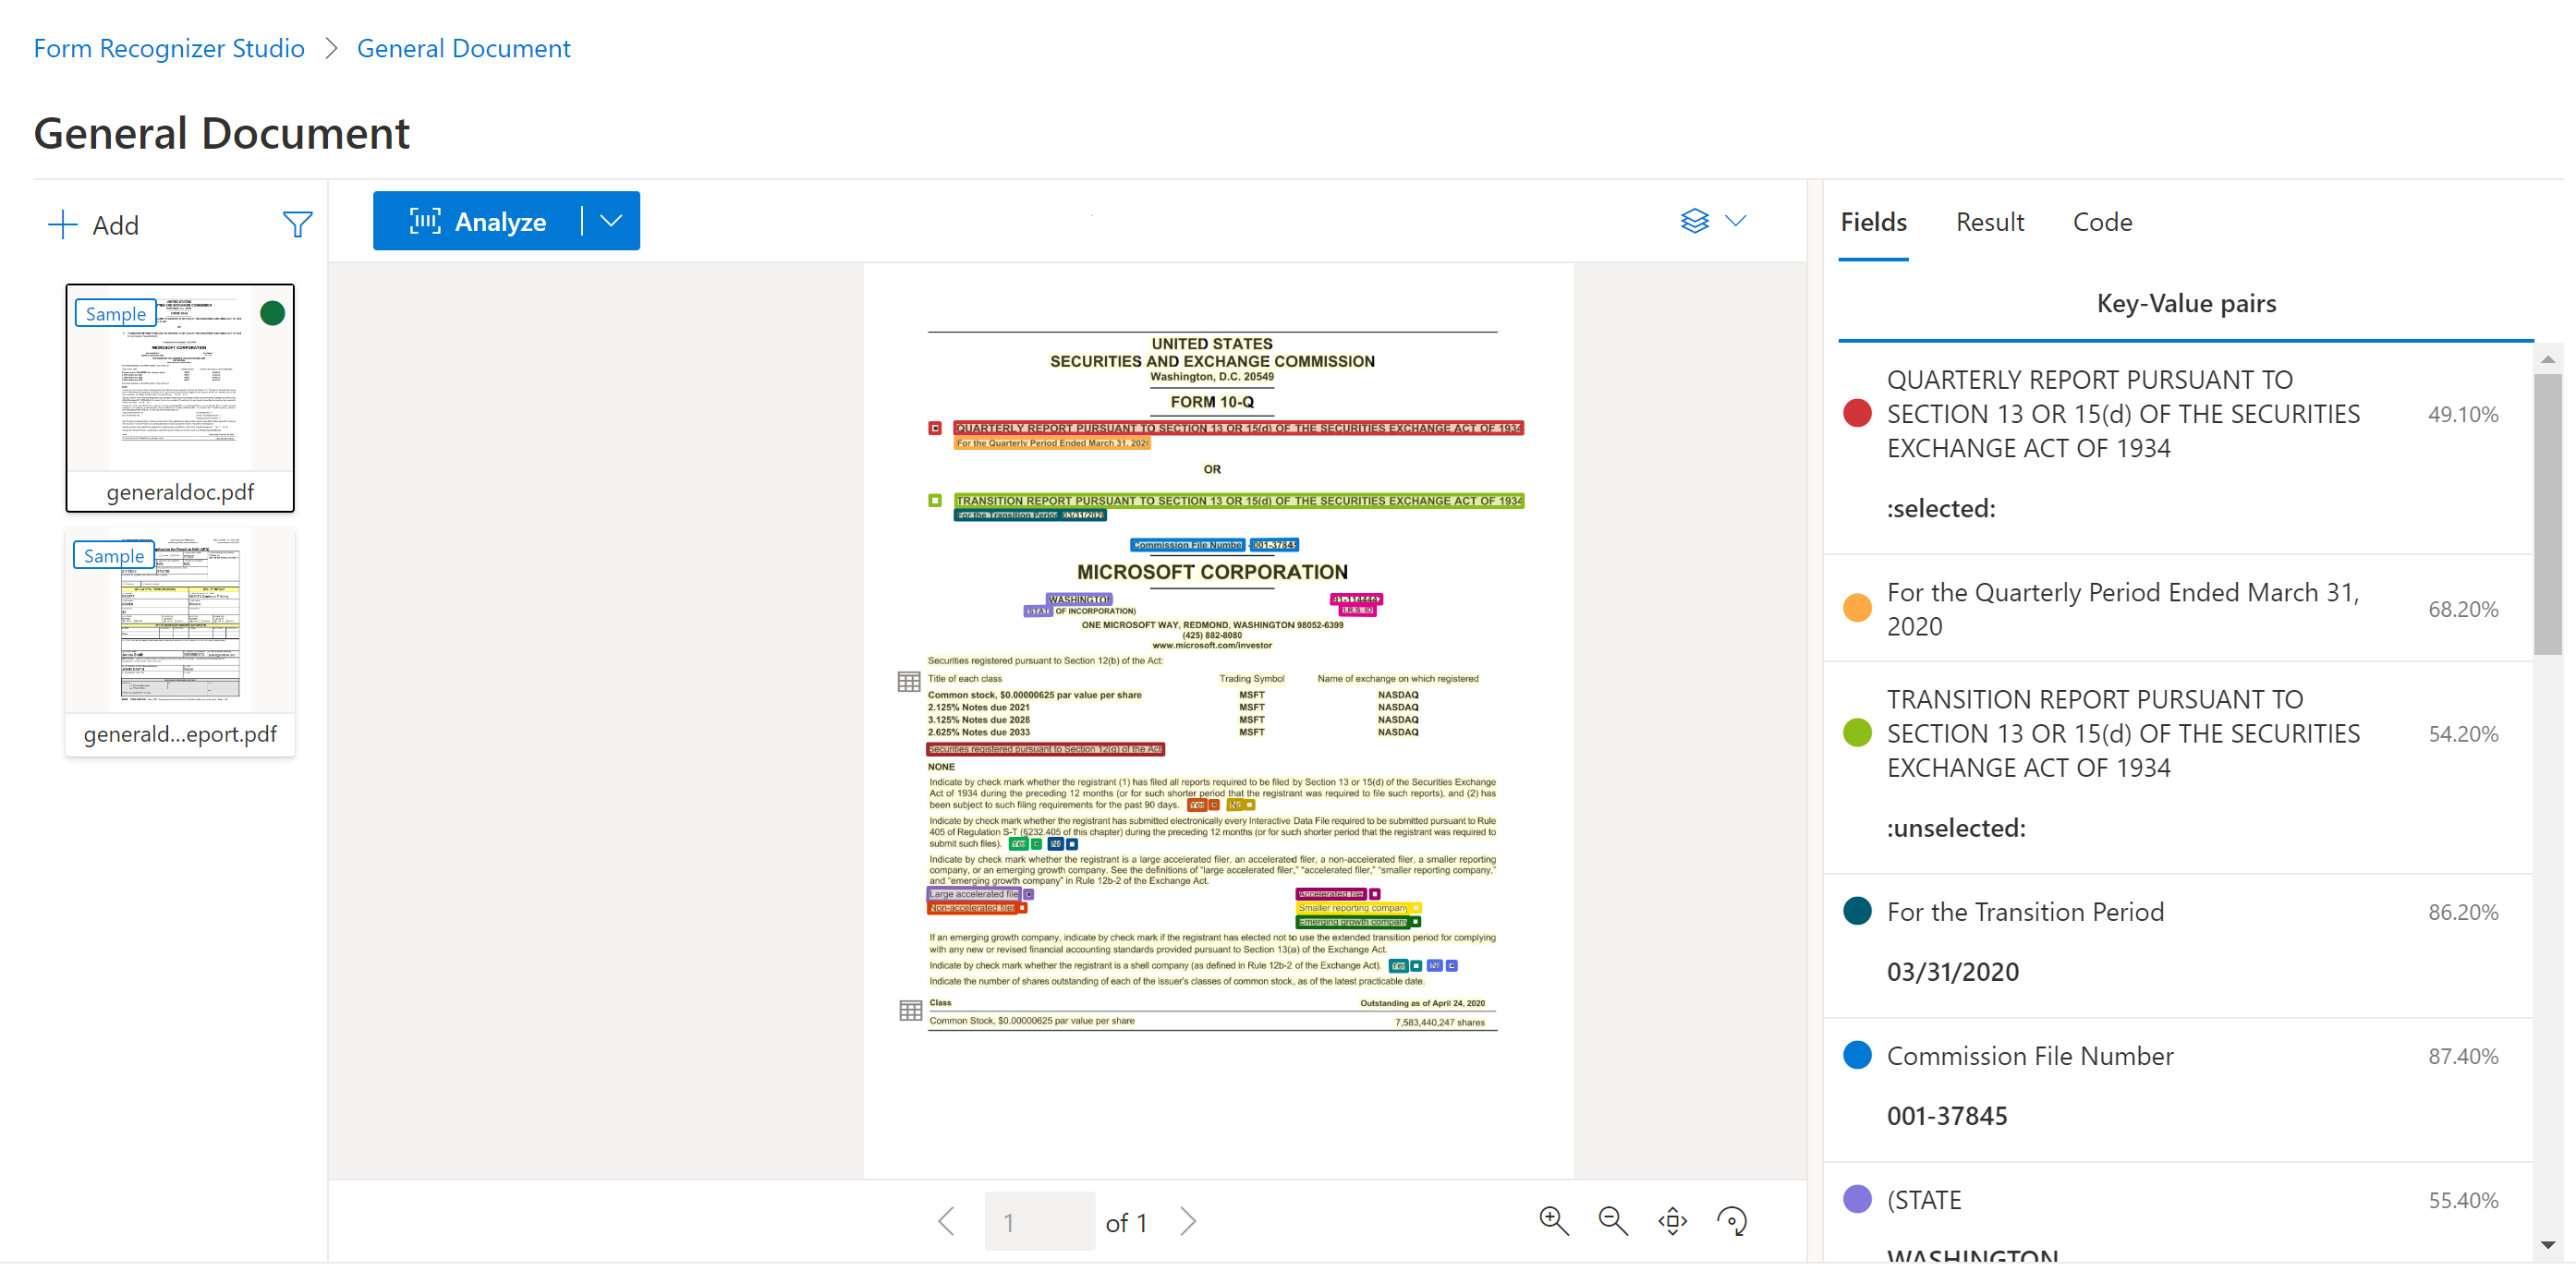 Form Recognizer Studio > General Document
General Document
Add
Analyze
Fields Result Code
Sample
generaldoc.pdf
Sample
generald...eport.pdf
UNITED STATES
SECURITIES AND EXCHANGE COMMISSION
Washington, D.C. 20549
FORM 10-Q
QUARTERLY REPORT PURSUANT TO SECTION 13 OR 15(d) OF THE SECURITIES EXCHANGE ACT OF 1934
For the Quarterly Period Ended March 31, 2020
OR
TRANSITION REPORT PURSUANT TO SECTION 13 OR 15(d) OF THE SECURITIES EXCHANGE ACT OF 1934
For the Transition Period 03/31/2020
Commission File Number 001-37845
MICROSOFT CORPORATION
WASHINGTON
(STATE OF INCORPORATION) I.R.S. ID
ONE MICROSOFT WAY, REDMOND, WASHINGTON 98052-6399
(425) 882-8080
www.microsoft.com/investor
Securities registered pursuant to Section 12(b) of the Act:
Title of each class Trading Symbol Name of exchange on which registered
Common stock, $0.00000625 par value per share MSFT NASDAQ
2.125% Notes due 2021 MSFT NASDAQ
3.125% Notes due 2028 MSFT NASDAQ
2.625% Notes due 2033 MSFT NASDAQ
Securities registered pursuant to Section 12(g) of the Act
NONE
Indicate by check mark whether the registrant (1) has filed all reports required to be filed by Section 13 or 15(d) of the Securities Exchange
Act of 1934 during the preceding 12 months (or for such shorter period that the registrant was required to file such reports), and (2) has
been subject to such filing requirements for the past 90 days. Yes No
Indicate by check mark whether the registrant has submitted electronically every Interactive Data File required to be submitted pursuant to Rule
405 of Regulation S-T (§232.405 of this chapter) during the preceding 12 months (or for such shorter period that the registrant was required to
submit such files). Yes No
Indicate by check mark whether the registrant is a large accelerated filer, an accelerated filer, a non-accelerated filer, a smaller reporting
company, or an emerging growth company. See the definitions of "large accelerated filer," "accelerated filer," "smaller reporting company,"
and "emerging growth company" in Rule 12b-2 of the Exchange Act.
Large accelerated filer Accelerated filer
Non-accelerated filer Smaller reporting company
Emerging growth company
If an emerging growth company, indicate by check mark if the registrant has elected not to use the extended transition period for complying
with any new or revised financial accounting standards provided pursuant to Section 13(a) of the Exchange Act.
Indicate by check mark whether the registrant is a shell company (as defined in Rule 12b-2 of the Exchange Act). Yes No
Indicate the number of shares outstanding of each of the issuer's classes of common stock, as of the latest practicable date.
Class Outstanding as of April 24, 2020
Common Stock, $0.00000625 par value per share 7,583,440,247 shares
1 of 1
Key-Value pairs
QUARTERLY REPORT PURSUANT TO
SECTION 13 OR 15(d) OF THE SECURITIES 49.10%
EXCHANGE ACT OF 1934
:selected:
For the Quarterly Period Ended March 31,
2020 68.20%
TRANSITION REPORT PURSUANT TO
SECTION 13 OR 15(d) OF THE SECURITIES 54.20%
EXCHANGE ACT OF 1934
:unselected:
For the Transition Period 86.20%
03/31/2020
Commission File Number 87.40%
001-37845
(STATE 55.40%
WASHINGTON